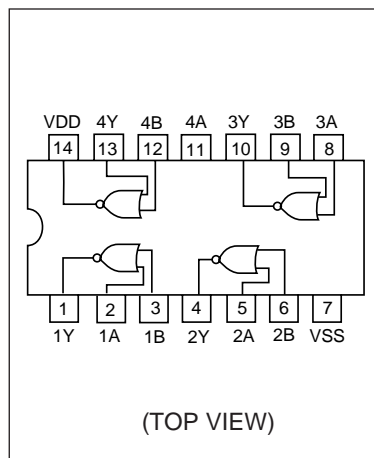 VDD 4Y 4B 4A 3Y 3B 3A
14 13 12 11 10 9 8
1 2 3 4 5 6 7
1Y 1A 1B 2Y 2A 2B VSS
(TOP VIEW)